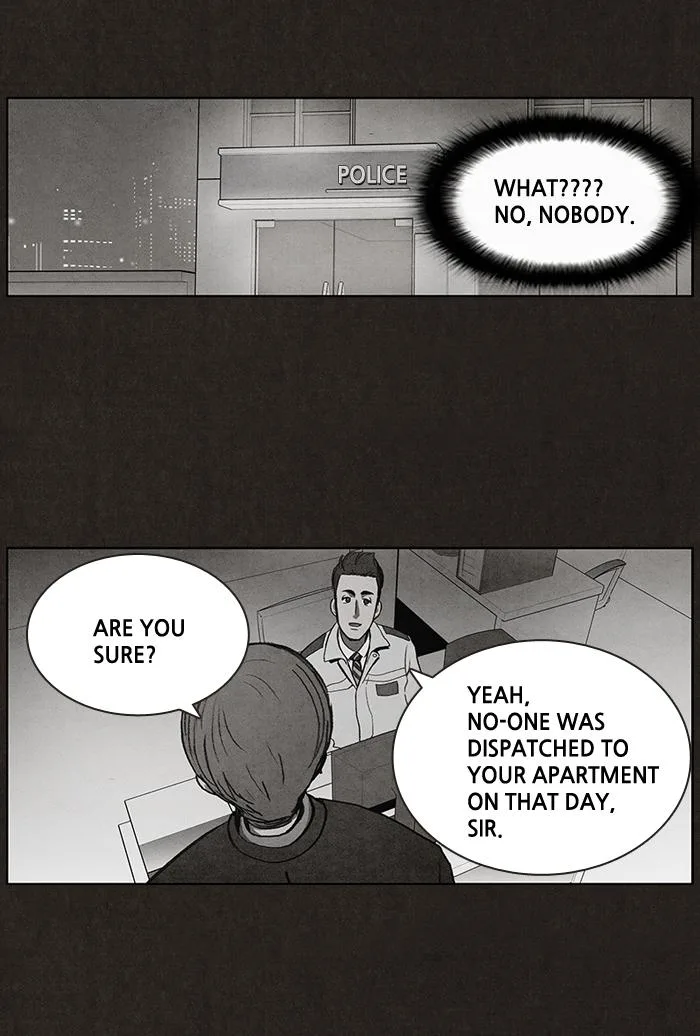 POLICE
WHAT????
NO, NOBODY.
ARE YOU
SURE?
YEAH,
NO-ONE WAS
DISPATCHED TO
YOUR APARTMENT
ON THAT DAY,
SIR.